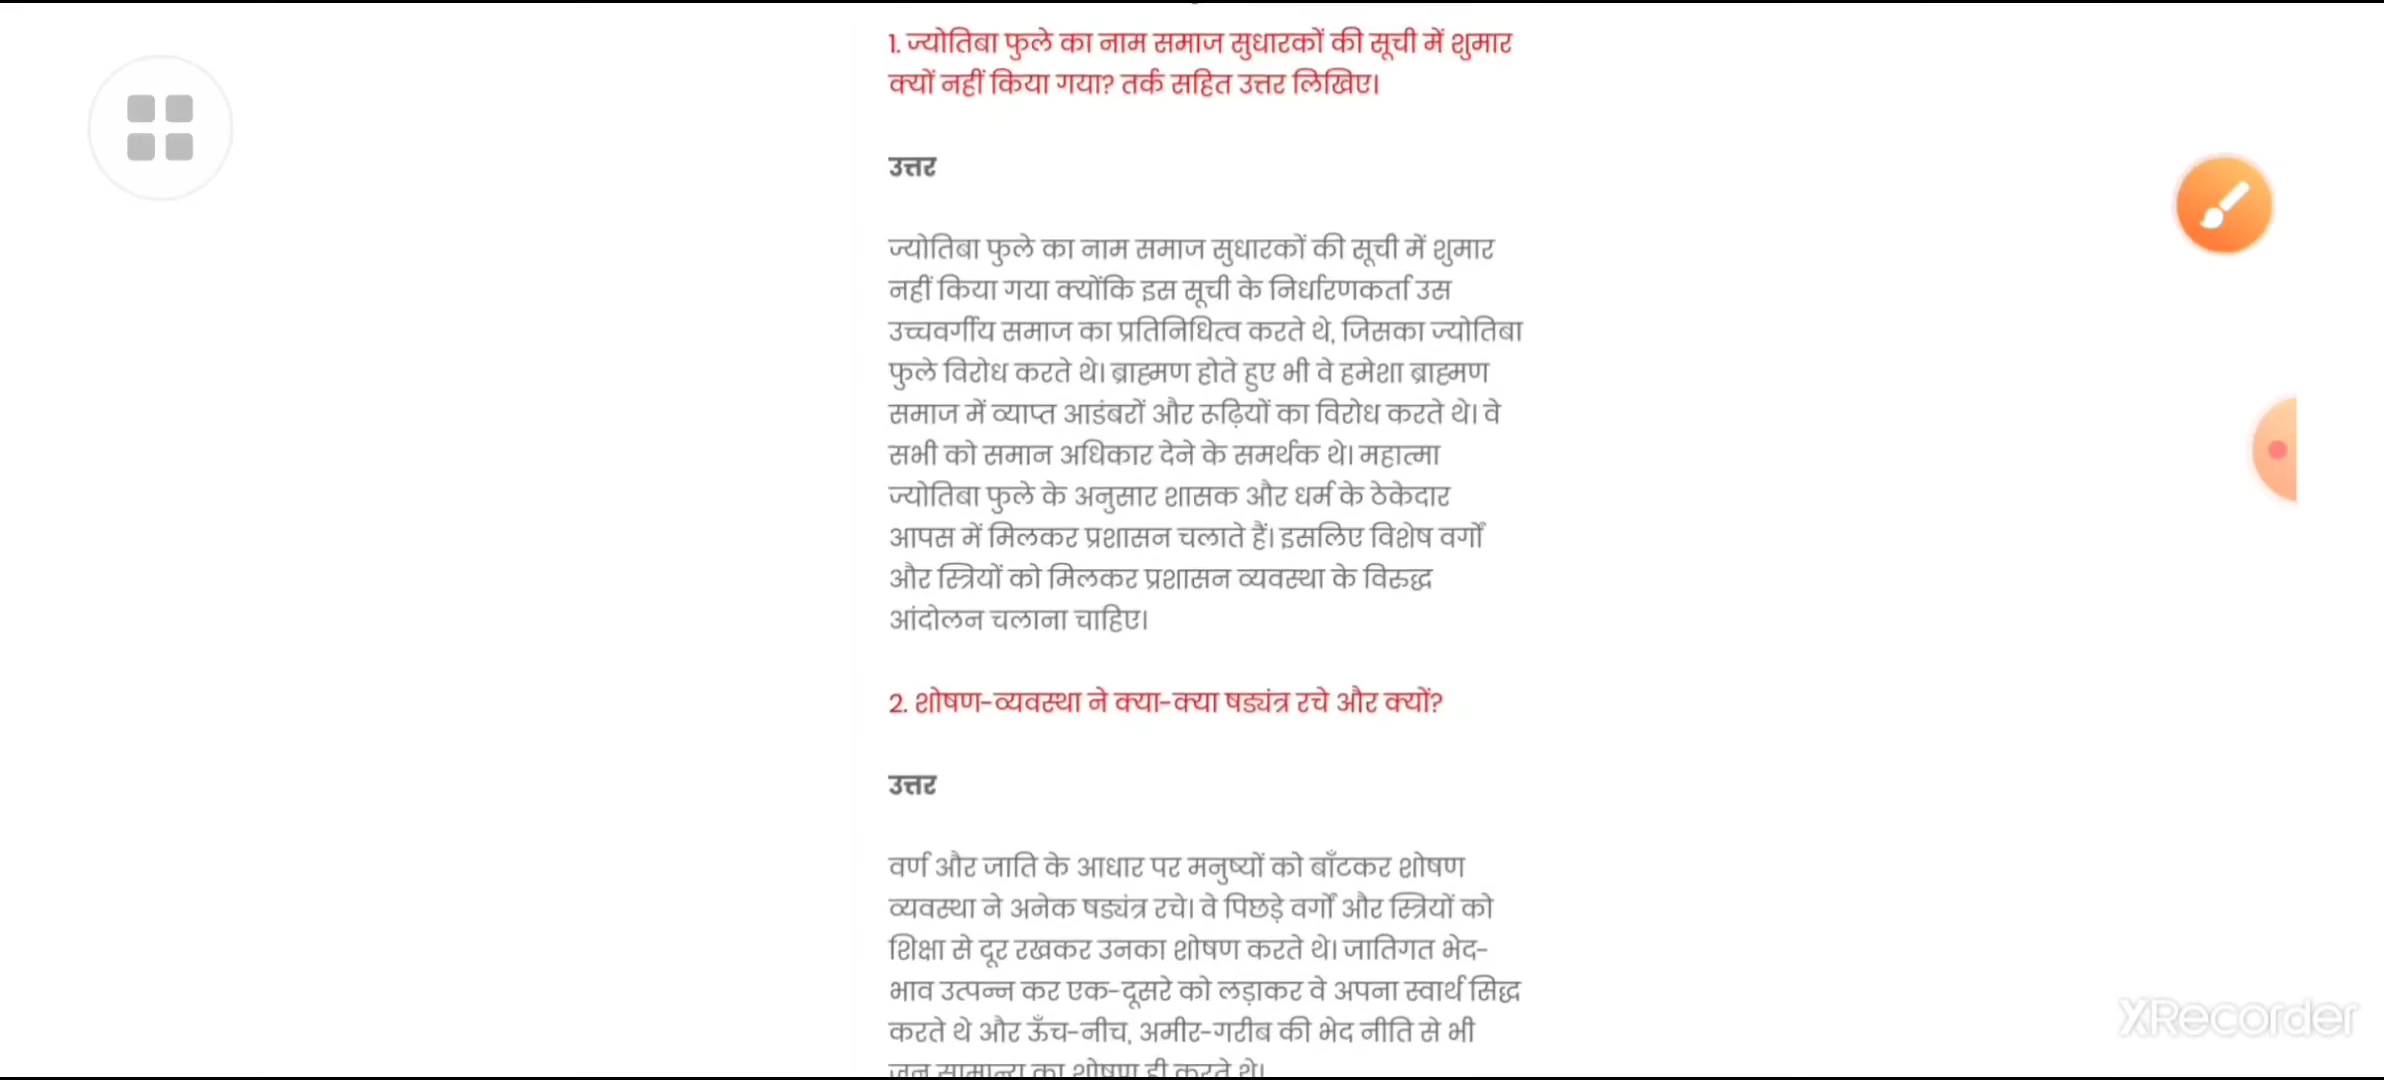 1. ज्योतिबा फुले का नाम समाज सुधारकों की सूची में शुमार
क्यों नहीं किया गया? तर्क सहित उत्तर लिखिए।
उत्तर
ज्योतिबा फुले का नाम समाज सुधारकों की सूची में शुमार
नहीं किया गया क्योंकि इस सूची के निर्धारणकर्ता उस
उच्चवर्गीय समाज का प्रतिनिधित्व करते थे, जिसका ज्योतिबा
फुले विरोध करते थे। ब्राह्मण होते हुए भी वे हमेशा ब्राह्मण
समाज में व्याप्त आडंबरों और रूढ़ियों का विरोध करते थे। वे
सभी को समान अधिकार देने के समर्थक थे। महात्मा
ज्योतिबा फुले के अनुसार शासक और धर्म के ठेकेदार
आपस में मिलकर प्रशासन चलाते हैं। इसलिए विशेष वर्गों
और स्त्रियों को मिलकर प्रशासन व्यवस्था के विरुद्ध
आंदोलन चलाना चाहिए।
2. शोषण-व्यवस्था ने क्या-क्या षड्यंत्र रचे और क्यों?
उत्तर
वर्ण और जाति के आधार पर मनुष्यों को बाँटकर शोषण
व्यवस्था ने अनेक षड्यंत्र रचे। वे पिछड़े वर्गों और स्त्रियों को
शिक्षा से दूर रखकर उनका शोषण करते थे। जातिगत भेद-
भाव उत्पन्न कर एक-दूसरे को लड़ाकर वे अपना स्वार्थ सिद्ध
करते थे और ऊँच-नीच, अमीर-गरीब की भेद नीति से भी
जन सामान्य का शोषण ही करते थे।
XRecorder